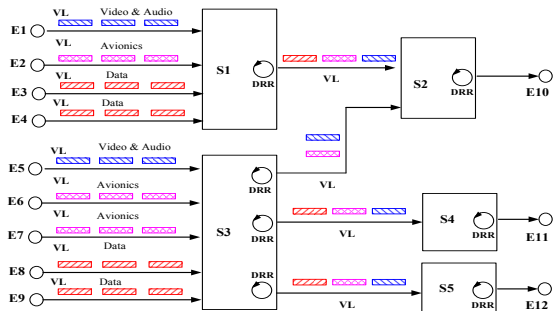 VL Video & Audio
E1
VL Avionics
E2
VL Data
E3
VL Data
E4
S1
DRR
VL
S2
DRR
E10
VL Video & Audio
E5
VL Avionics
E6
VL Avionics
E7
VL Data
E8
VL Data
E9
S3
DRR
VL
DRR
VL
S4
DRR
E11
DRR
VL
S5
DRR
E12